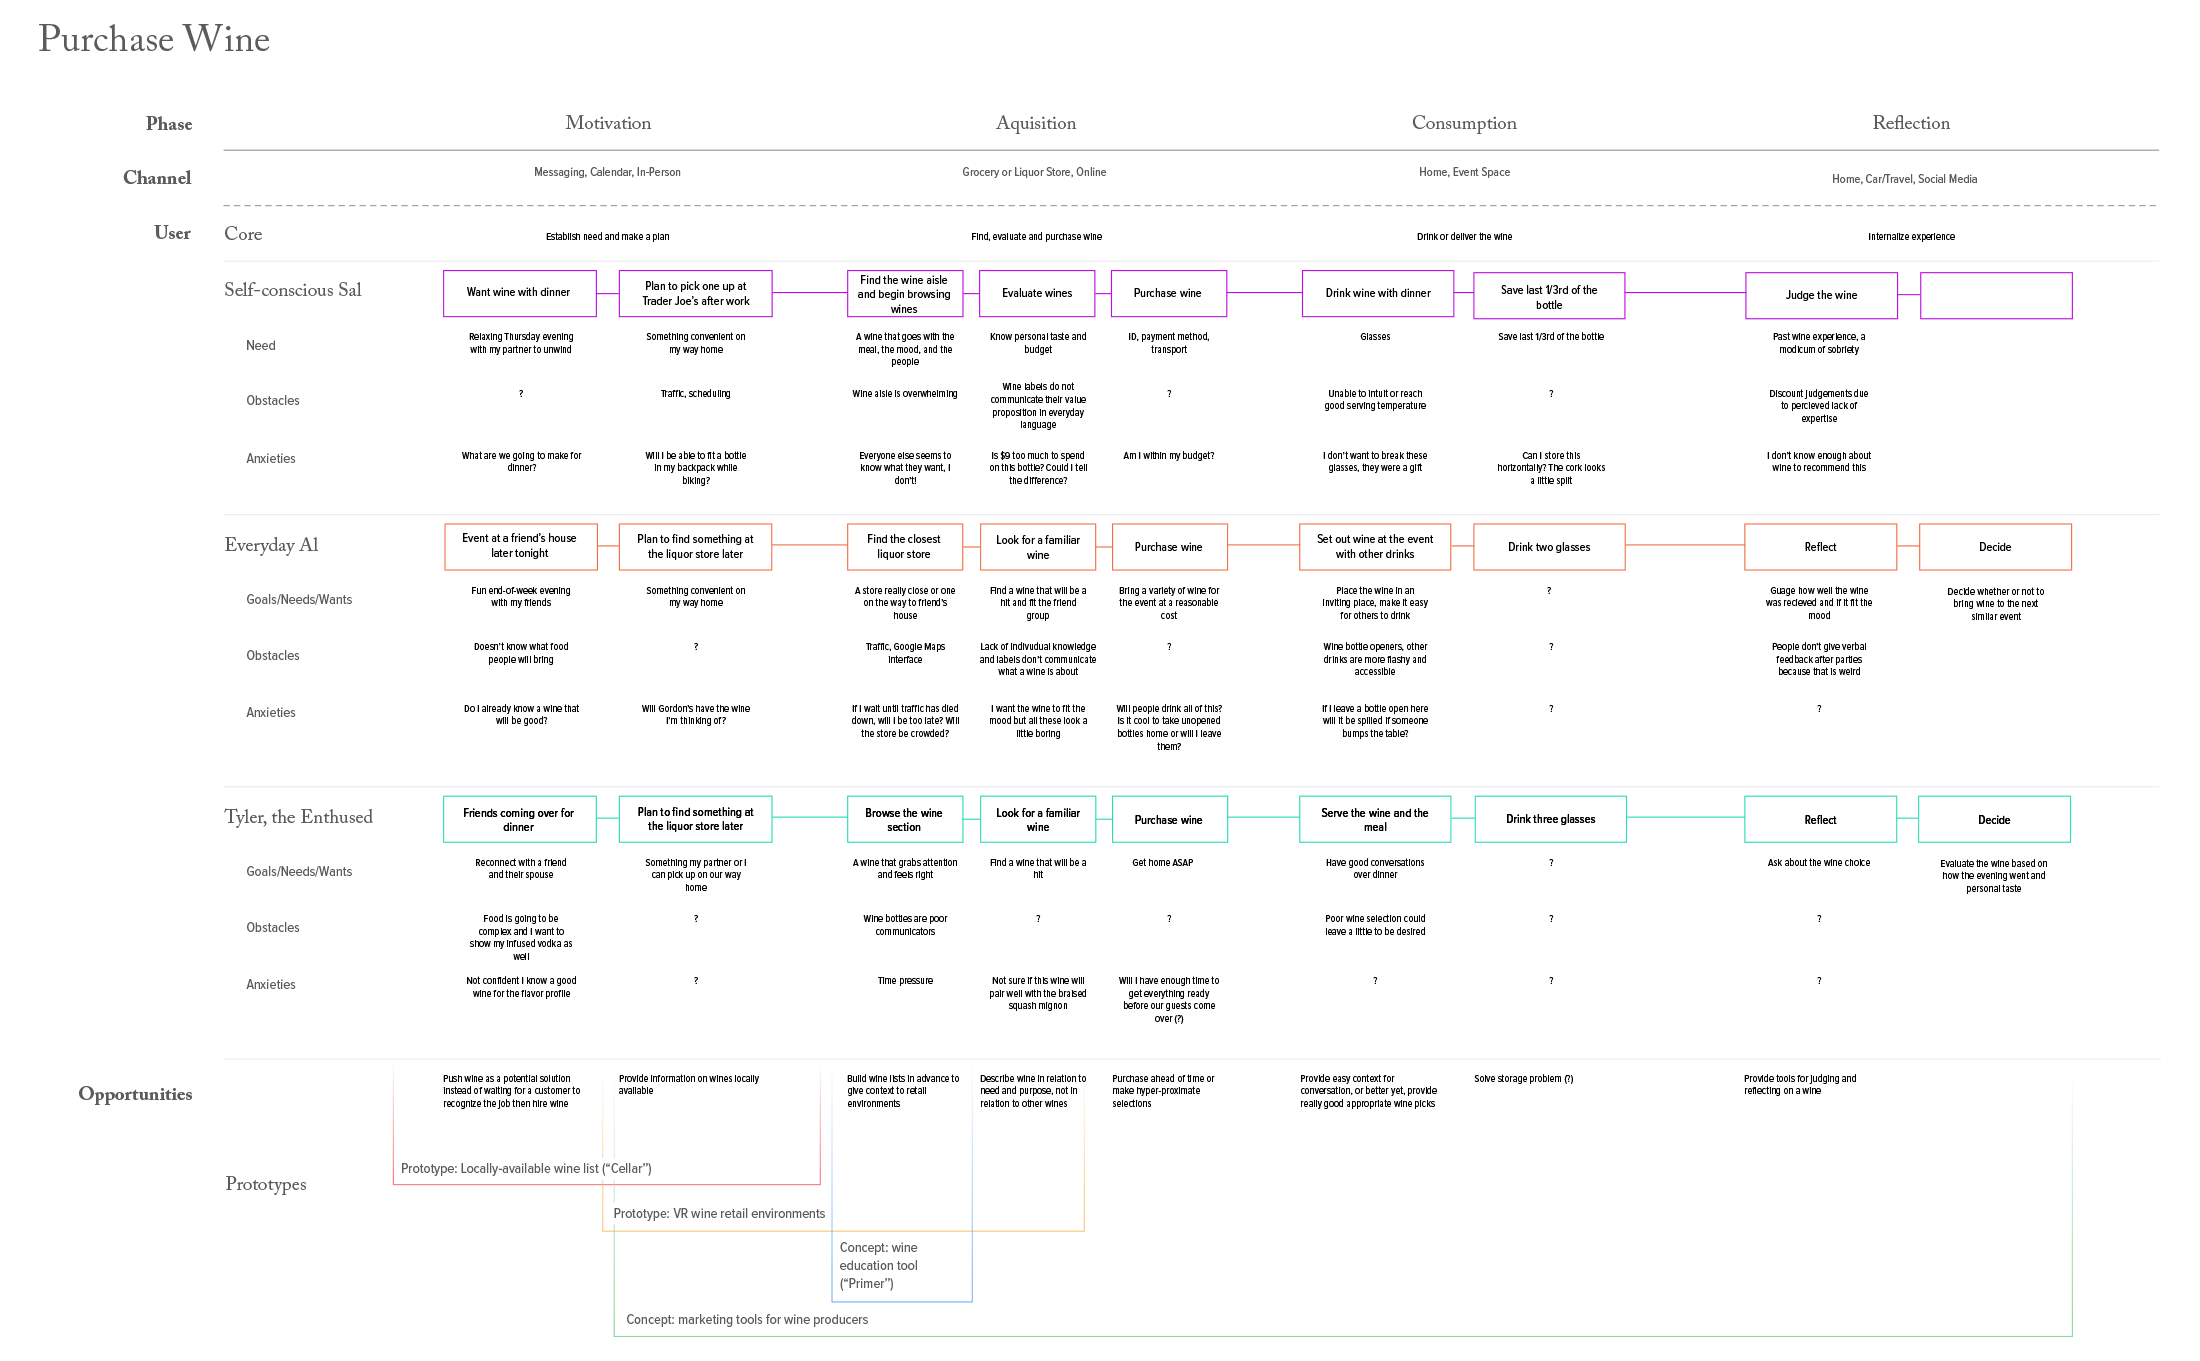 Purchase Wine
Phase
Motivation
Aquisition
Consumption
Reflection
Channel
Messaging, Calendar, In-Person
Grocery or Liquor Store, Online
Home, Event Space
Home, Car/Travel, Social Media
User
Core
Establish need and make a plan
Find, evaluate and purchase wine
Drink or deliver the wine
Internalize experience
Self-conscious Sal
Want wine with dinner
Plan to pick one up at
Trader Joe's after work
Find the wine aisle
and begin browsing
wines
Evaluate wines
Purchase wine
Drink wine with dinner
Save last 1/3rd of the
bottle
Judge the wine
Need
Relaxing Thursday evening
with my partner to unwind
Something convenient on
my way home
A wine that goes with the
meal, the mood, and the
people
Know personal taste and
budget
ID, payment method,
transport
Glasses
Save last 1/3rd of the bottle
Past wine experience, a
modicum of sobriety
Obstacles
?
Traffic, scheduling
Wine aisle is overwhelming
Wine labels do not
communicate their value
proposition in everyday
language
?
Unable to intuit or reach
good serving temperature
?
Discount judgements due
to percieved lack of
expertise
Anxieties
What are we going to make for
dinner?
Will I be able to fit a bottle
in my backpack while
biking?
Everyone else seems to
know what they want, I
don't!
Is $9 too much to spend
on this bottle? Could I tell
the difference?
Am I within my budget?
I don't want to break these
glasses, they were a gift
Can I store this
horizontally? The cork looks
a little split
I don't know enough about
wine to recommend this
Everyday Al
Event at a friend's house
later tonight
Plan to find something at
the liquor store later
Find the closest
liquor store
Look for a familiar
wine
Purchase wine
Set out wine at the event
with other drinks
Drink two glasses
Reflect
Decide
Goals/Needs/Wants
Fun end-of-week evening
with my friends
Something convenient on
my way home
A store really close or one
on the way to friend's
house
Find a wine that will be a
hit and fit the friend
group
Bring a variety of wine for
the event at a reasonable
cost
Place the wine in an
inviting place, make it easy
for others to drink
?
Guage how well the wine
was recieved and if it fit the
mood
Decide whether or not to
bring wine to the next
similar event
Obstacles
Doesn't know what food
people will bring
?
Traffic, Google Maps
interface
Lack of indivudual knowledge
and labels don't communicate
what a wine is about
?
Wine bottle openers, other
drinks are more flashy and
accessible
?
People don't give verbal
feedback after parties
because that is weird
Anxieties
Do I already know a wine that
will be good?
Will Gordon's have the wine
I'm thinking of?
If I wait until traffic has died
down, will I be too late? Will
the store be crowded?
I want the wine to fit the
mood but all these look a
little boring
Will people drink all of this?
Is it cool to take unopened
bottles home or will I leave
them?
If I leave a bottle open here
will it be spilled if someone
bumps the table?
?
?
Tyler, the Enthused
Friends coming over for
dinner
Plan to find something at
the liquor store later
Browse the wine
section
Look for a familiar
wine
Purchase wine
Serve the wine and the
meal
Drink three glasses
Reflect
Decide
Goals/Needs/Wants
Reconnect with a friend
and their spouse
Something my partner or I
can pick up on our way
home
A wine that grabs attention
and feels right
Find a wine that will be a
hit
Get home ASAP
Have good conversations
over dinner
?
Ask about the wine choice
Evaluate the wine based on
how the evening went and
personal taste
Obstacles
Food is going to be
complex and I want to
show my infused vodka as
well
?
Wine bottles are poor
communicators
?
?
Poor wine selection could
leave a little to be desired
?
?
Anxieties
Not confident I know a good
wine for the flavor profile
?
Time pressure
Not sure if this wine will
pair well with the braised
squash mignon
Will I have enough time to
get everything ready
before our guests come
over (?)
?
?
?
Opportunities
Push wine as a potential solution
instead of waiting for a customer to
recognize the job then hire wine
Provide information on wines locally
available
Build wine lists in advance to
give context to retail
environments
Describe wine in relation to
need and purpose, not in
relation to other wines
Purchase ahead of time or
make hyper-proximate
selections
Provide easy context for
conversation, or better yet, provide
really good appropriate wine picks
Solve storage problem (?)
Provide tools for judging and
reflecting on a wine
Prototypes
Prototype: Locally-available wine list (“Cellar”)
Prototype: VR wine retail environments
Concept: wine
education tool
(“Primer”)
Concept: marketing tools for wine producers